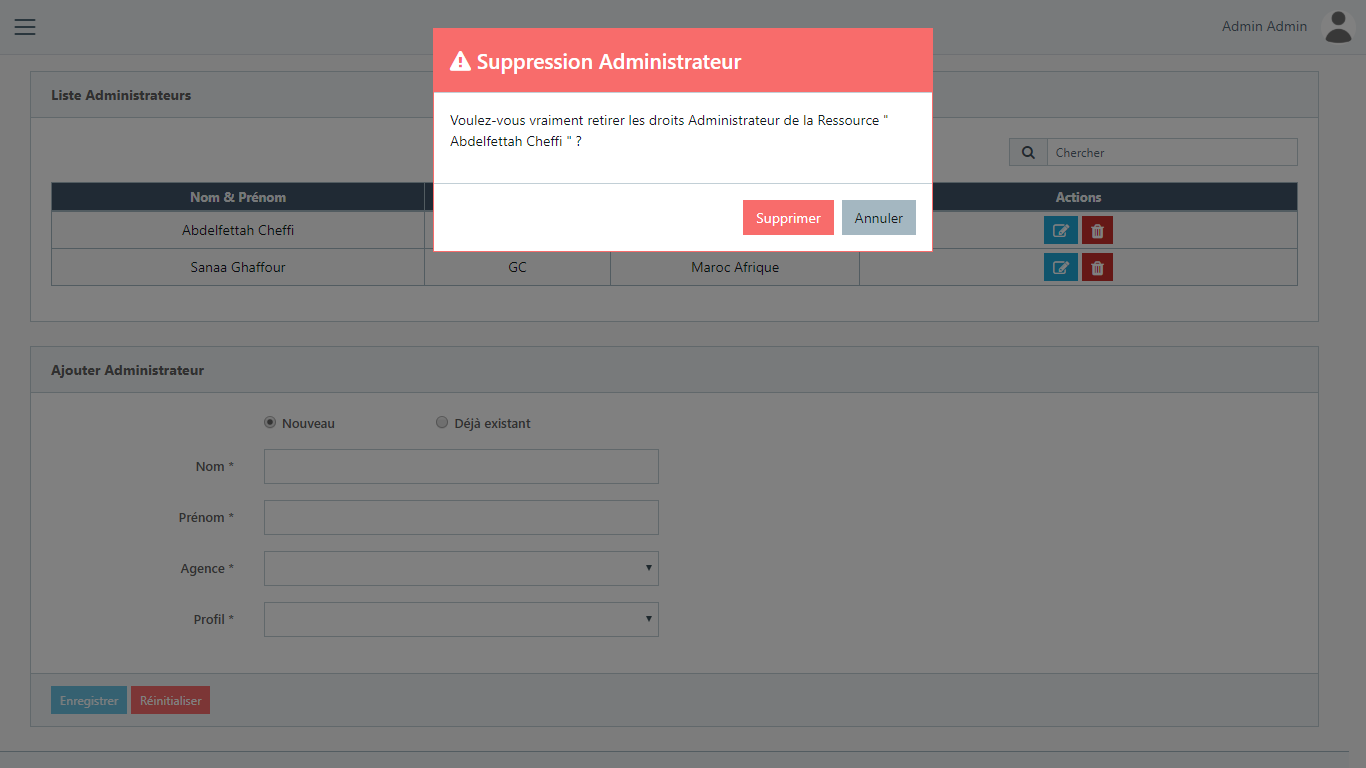 Admin Admin
Suppression Administrateur
Voulez-vous vraiment retirer les droits Administrateur de la Ressource "
Abdelfettah Cheffi " ?
Supprimer Annuler
Liste Administrateurs
Chercher
Nom & Prénom Actions
Abdelfettah Cheffi
Sanaa Ghaffour GC Maroc Afrique
Ajouter Administrateur
Nouveau Déjà existant
Nom *
Prénom *
Agence *
Profil *
Enregistrer Réinitialiser